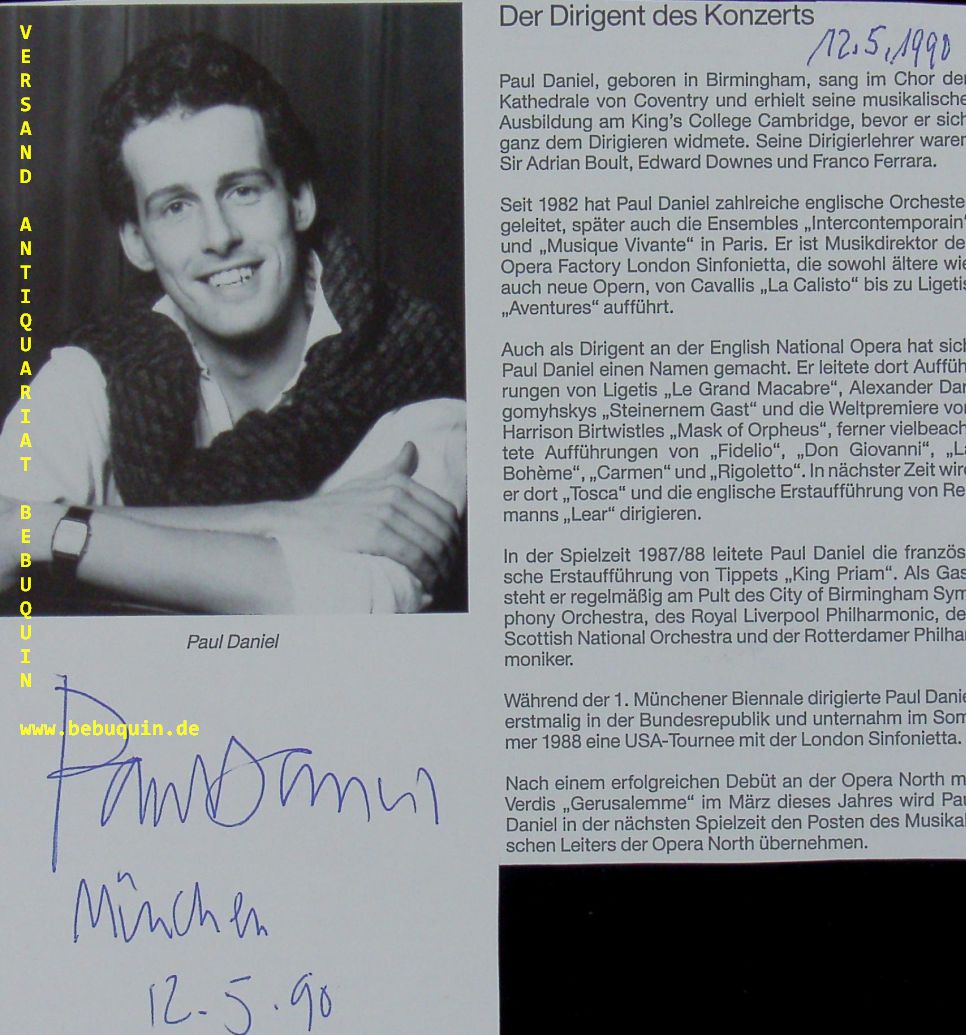 VERSAND ANTIQUARIAT BEBUQUIN
www.bebuquin.de
Paul Daniel
Paul Daniel
München
12.5.90
Der Dirigent des Konzerts
12.5.1990
Paul Daniel, geboren in Birmingham, sang im Chor der
Kathedrale von Coventry und erhielt seine musikalische
Ausbildung am King's College Cambridge, bevor er sich
ganz dem Dirigieren widmete. Seine Dirigierlehrer waren
Sir Adrian Boult, Edward Downes und Franco Ferrara.
Seit 1982 hat Paul Daniel zahlreiche englische Orcheste
geleitet, später auch die Ensembles „Intercontemporain“
und „Musique Vivante“ in Paris. Er ist Musikdirektor de
Opera Factory London Sinfonietta, die sowohl ältere wie
auch neue Opern, von Cavallis „La Calisto“ bis zu Ligetis
„Aventures“ aufführt.
Auch als Dirigent an der English National Opera hat sich
Paul Daniel einen Namen gemacht. Er leitete dort Auffüh
rungen von Ligetis „Le Grand Macabre“, Alexander Dar
gomyhskys „Steinernem Gast“ und die Weltpremiere vo
Harrison Birtwistles „Mask of Orpheus“, ferner vielbeach
tete Aufführungen von „Fidelio“, „Don Giovanni“, „La
Bohème“, „Carmen“ und „Rigoletto“. In nächster Zeit wird
er dort „Tosca“ und die englische Erstaufführung von Re
manns „Lear“ dirigieren.
In der Spielzeit 1987/88 leitete Paul Daniel die französ
sche Erstaufführung von Tippets „King Priam“. Als Gas
steht er regelmäßig am Pult des City of Birmingham Sym
phony Orchestra, des Royal Liverpool Philharmonic, de
Scottish National Orchestra und der Rotterdamer Philhar
moniker.
Während der 1. Münchener Biennale dirigierte Paul Danie
erstmalig in der Bundesrepublik und unternahm im Som
mer 1988 eine USA-Tournee mit der London Sinfonietta.
Nach einem erfolgreichen Debüt an der Opera North m
Verdis „Gerusalemme“ im März dieses Jahres wird Pau
Daniel in der nächsten Spielzeit den Posten des Musikal
schen Leiters der Opera North übernehmen.